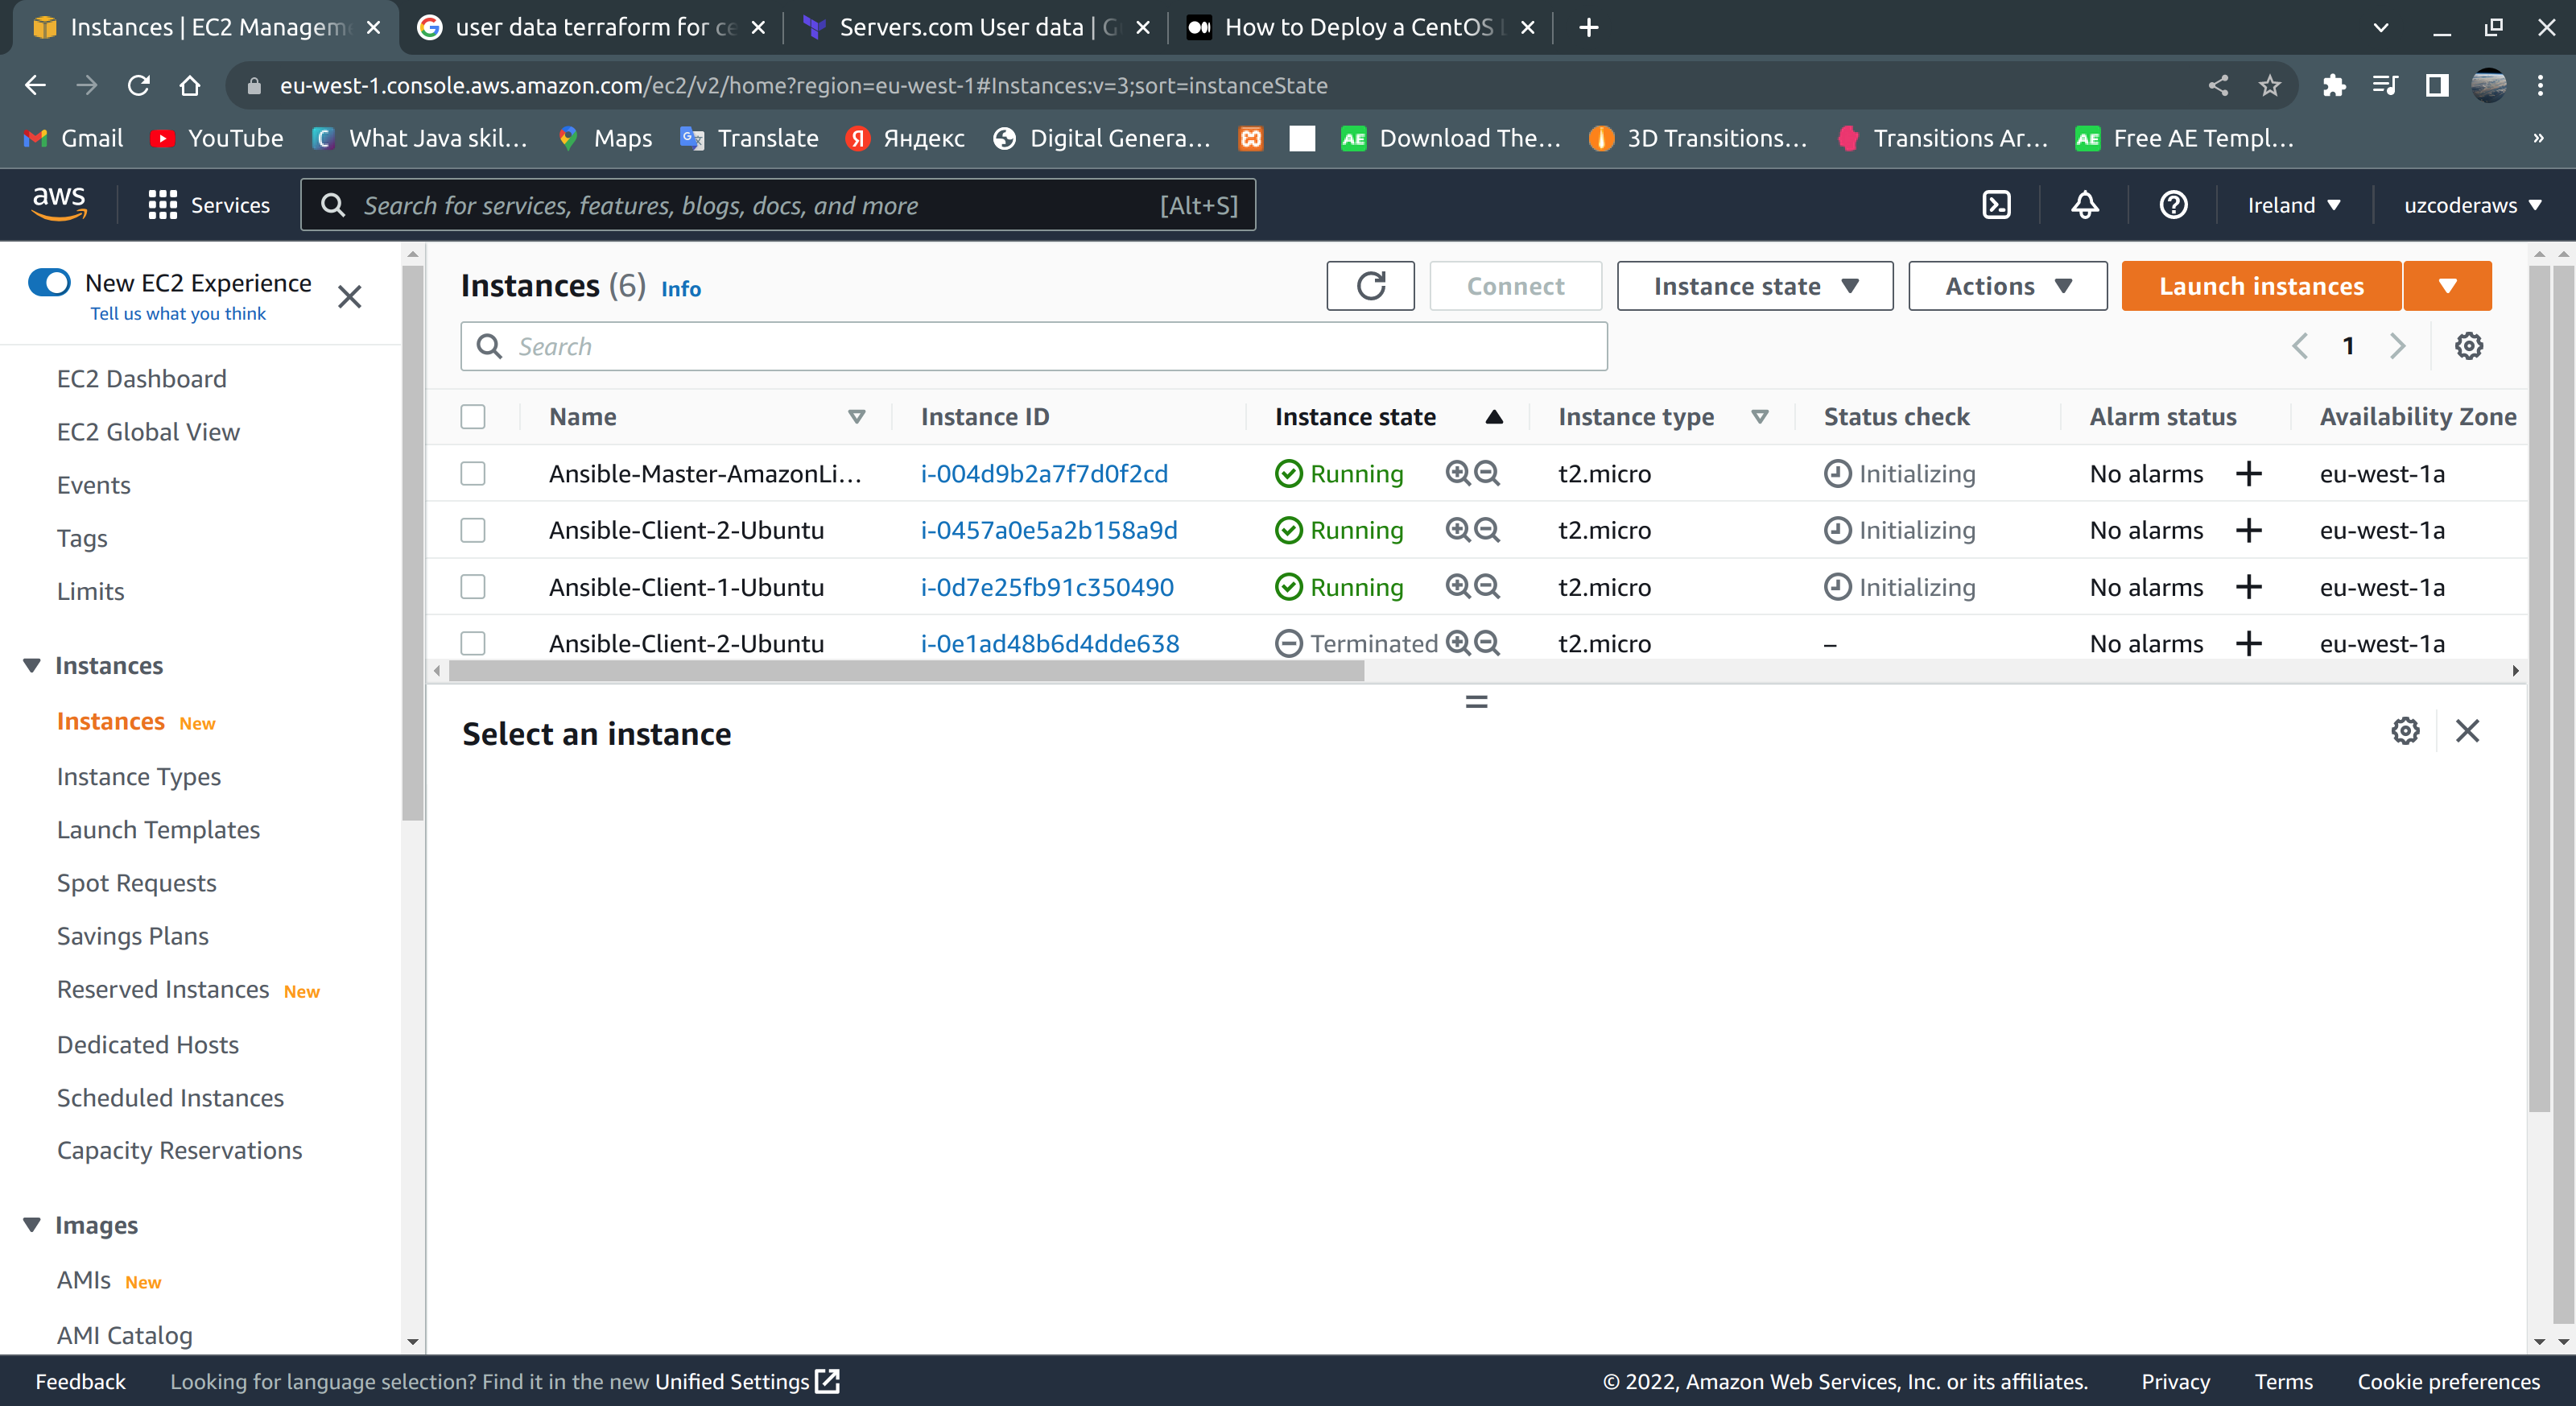 Instances | EC2 Managem
user data terraform for ce
Servers.com User data | G
How to Deploy a CentOS L
eu-west-1.console.aws.amazon.com/ec2/v2/home?region=eu-west-1#Instances:v=3;sort=instanceState
Gmail YouTube What Java skil... Maps Translate Яндекс Digital Genera... Download The... 3D Transitions... Transitions Ar... Free AE Templ... »
aws Services Search for services, features, blogs, docs, and more [Alt+S] Ireland uzcoderaws
New EC2 Experience
Tell us what you think
EC2 Dashboard
EC2 Global View
Events
Tags
Limits
Instances
Instances New
Instance Types
Launch Templates
Spot Requests
Savings Plans
Reserved Instances New
Dedicated Hosts
Scheduled Instances
Capacity Reservations
Images
AMIs New
AMI Catalog
Instances (6) Info
Connect Instance state Actions Launch instances
Search
1
Name Instance ID Instance state Instance type Status check Alarm status Availability Zone
Ansible-Master-AmazonLi... i-004d9b2a7f7d0f2cd Running t2.micro Initializing No alarms + eu-west-1a
Ansible-Client-2-Ubuntu i-0457a0e5a2b158a9d Running t2.micro Initializing No alarms + eu-west-1a
Ansible-Client-1-Ubuntu i-0d7e25fb91c350490 Running t2.micro Initializing No alarms + eu-west-1a
Ansible-Client-2-Ubuntu i-0e1ad48b6d4dde638 Terminated t2.micro – No alarms + eu-west-1a
Select an instance
Feedback Looking for language selection? Find it in the new Unified Settings © 2022, Amazon Web Services, Inc. or its affiliates. Privacy Terms Cookie preferences